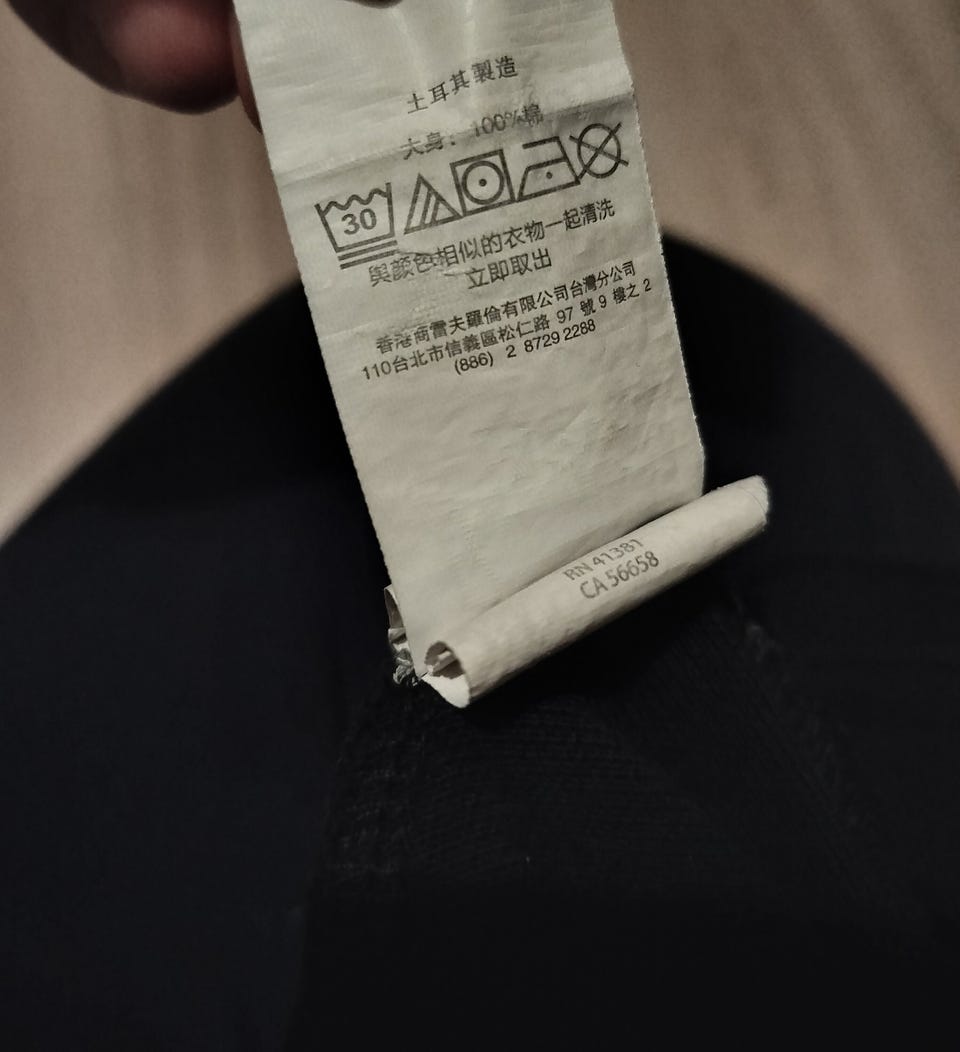 土耳其製造
大身：100%棉
30
與顏色相似的衣物一起清洗
立即取出
香港商雷夫羅倫有限公司台灣分公司
110台北市信義區松仁路 97 號 9 樓之 2
(886) 2 8729 2288
RN 41381
CA 56658